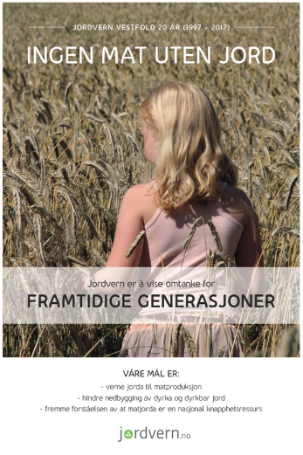 JORDVERN VESTFOLD 20 ÅR (1997 - 2017)
INGEN MAT UTEN JORD
Jordvern er å vise omtanke for
FRAMTIDIGE GENERASJONER
VÅRE MÅL ER:
- verne jorda til matproduksjon
- hindre nedbygging av dyrka og dyrkbar jord
- fremme forståelsen av at matjorda er en nasjonal knapphetsressurs
jordvern.no